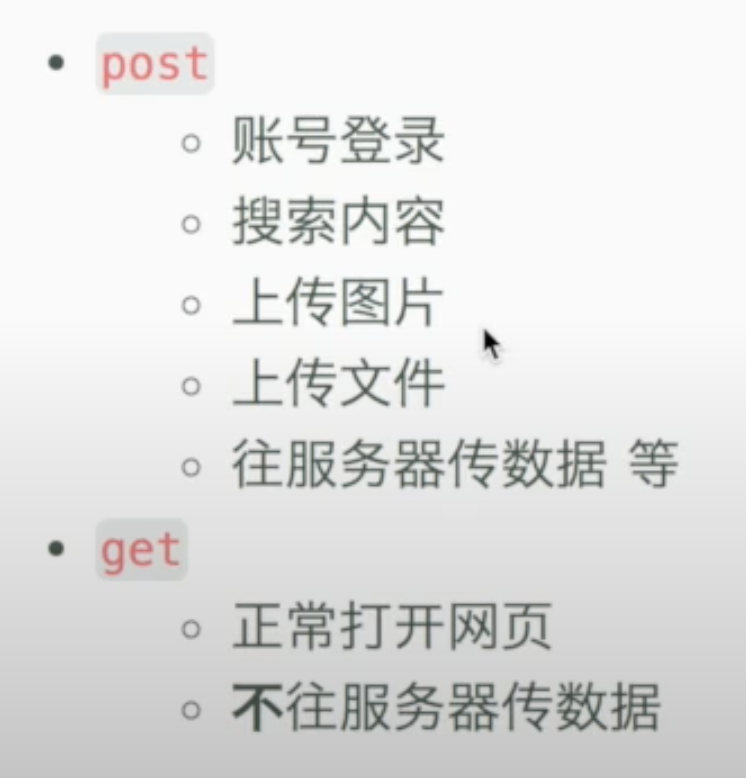 post
账号登录
搜索内容
上传图片
上传文件
往服务器传数据 等
get
正常打开网页
不往服务器传数据